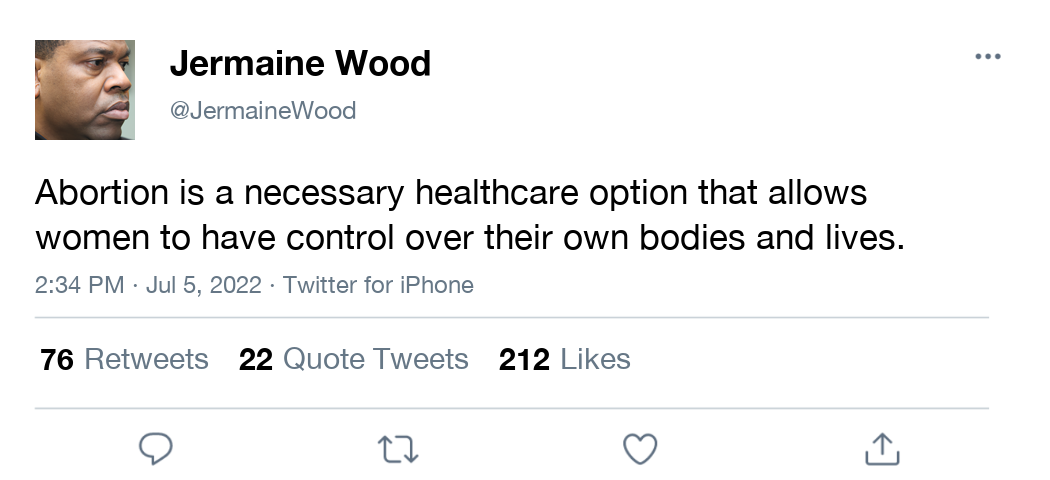 Jermaine Wood
@JermaineWood
Abortion is a necessary healthcare option that allows
women to have control over their own bodies and lives.
2:34 PM · Jul 5, 2022 · Twitter for iPhone
76 Retweets 22 Quote Tweets 212 Likes